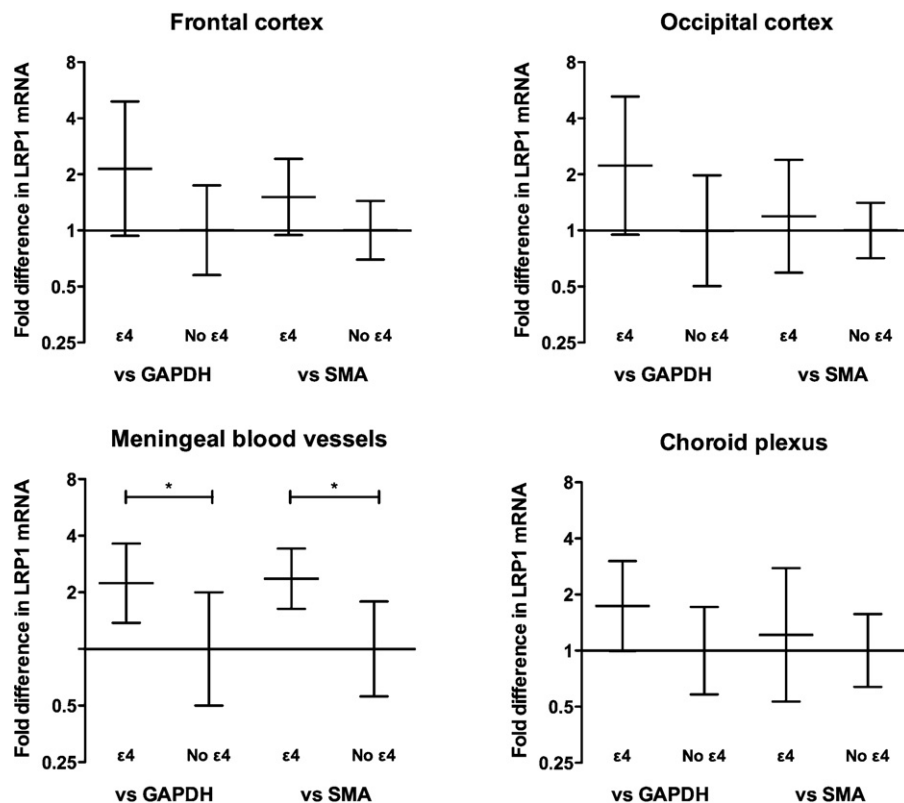 Frontal cortex
Fold difference in LRP1 mRNA
8
4
2
1
0.5
0.25
ε4 No ε4 ε4 No ε4
vs GAPDH vs SMA
Occipital cortex
Fold difference in LRP1 mRNA
8
4
2
1
0.5
0.25
ε4 No ε4 ε4 No ε4
vs GAPDH vs SMA
Meningeal blood vessels
Fold difference in LRP1 mRNA
8
4
2
0.5
0.25
* *
ε4 No ε4 ε4 No ε4
vs GAPDH vs SMA
Choroid plexus
Fold difference in LRP1 mRNA
8
4
2
1
0.5
0.25
ε4 No ε4 ε4 No ε4
vs GAPDH vs SMA